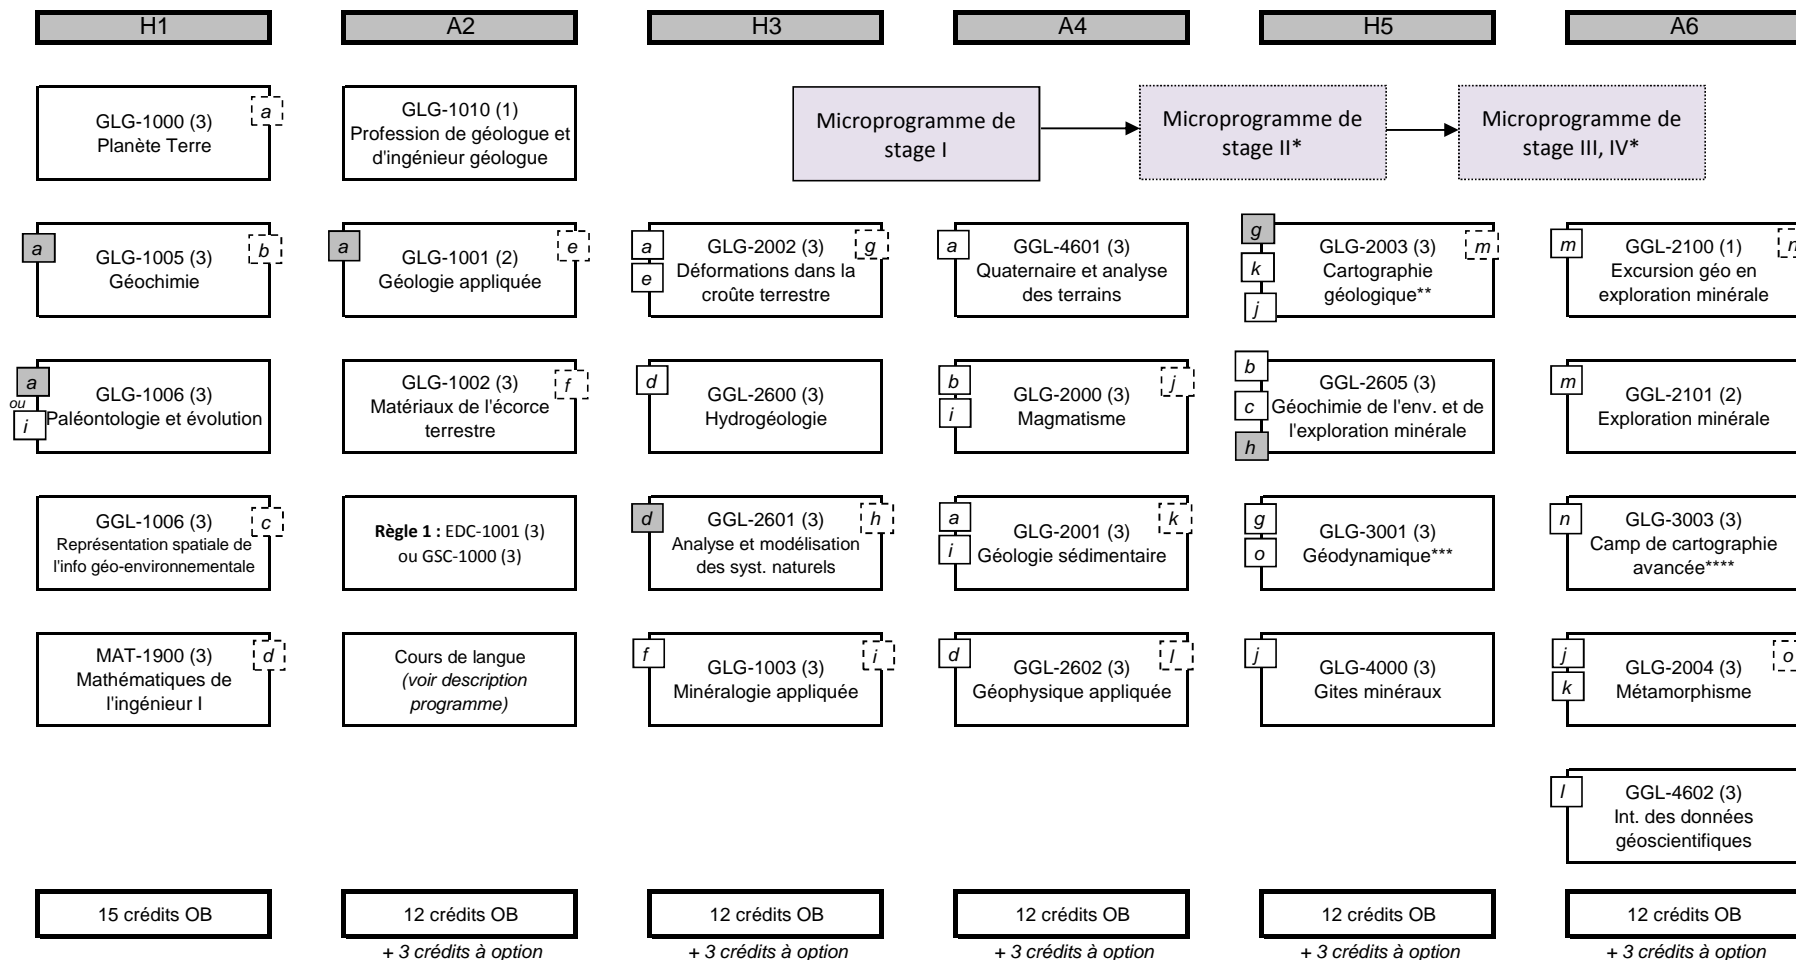 H1
A2
H3
A4
H5
A6
a
GLG-1000 (3)
Planète Terre
GLG-1010 (1)
Profession de géologue et
d'ingénieur géologue
Microprogramme de
stage I
Microprogramme de
stage II*
Microprogramme de
stage III, IV*
a
b
GLG-1005 (3)
Géochimie
a
e
GLG-1001 (2)
Géologie appliquée
a
e
g
GLG-2002 (3)
Déformations dans la
croûte terrestre
a
GGL-4601 (3)
Quaternaire et analyse
des terrains
g
k
j
m
GLG-2003 (3)
Cartographie
géologique**
m
n
GGL-2100 (1)
Excursion géo en
exploration minérale
a
ou
i
GLG-1006 (3)
Paléontologie et évolution
f
GLG-1002 (3)
Matériaux de l'écorce
terrestre
d
GGL-2600 (3)
Hydrogéologie
b
i
j
GLG-2000 (3)
Magmatisme
b
c
h
GGL-2605 (3)
Géochimie de l'env. et de
l'exploration minérale
m
GGL-2101 (2)
Exploration minérale
c
GGL-1006 (3)
Représentation spatiale de
l'info géo-environnementale
Règle 1 : EDC-1001 (3)
ou GSC-1000 (3)
d
h
GGL-2601 (3)
Analyse et modélisation
des syst. naturels
a
i
k
GLG-2001 (3)
Géologie sédimentaire
g
o
GLG-3001 (3)
Géodynamique***
n
GLG-3003 (3)
Camp de cartographie
avancée****
d
MAT-1900 (3)
Mathématiques de
l'ingénieur I
Cours de langue
(voir description
programme)
f
i
GLG-1003 (3)
Minéralogie appliquée
d
l
GGL-2602 (3)
Géophysique appliquée
j
GLG-4000 (3)
Gites minéraux
j
k
o
GLG-2004 (3)
Métamorphisme
l
GGL-4602 (3)
Int. des données
géoscientifiques
15 crédits OB
12 crédits OB
12 crédits OB
12 crédits OB
12 crédits OB
12 crédits OB
+ 3 crédits à option
+ 3 crédits à option
+ 3 crédits à option
+ 3 crédits à option
+ 3 crédits à option